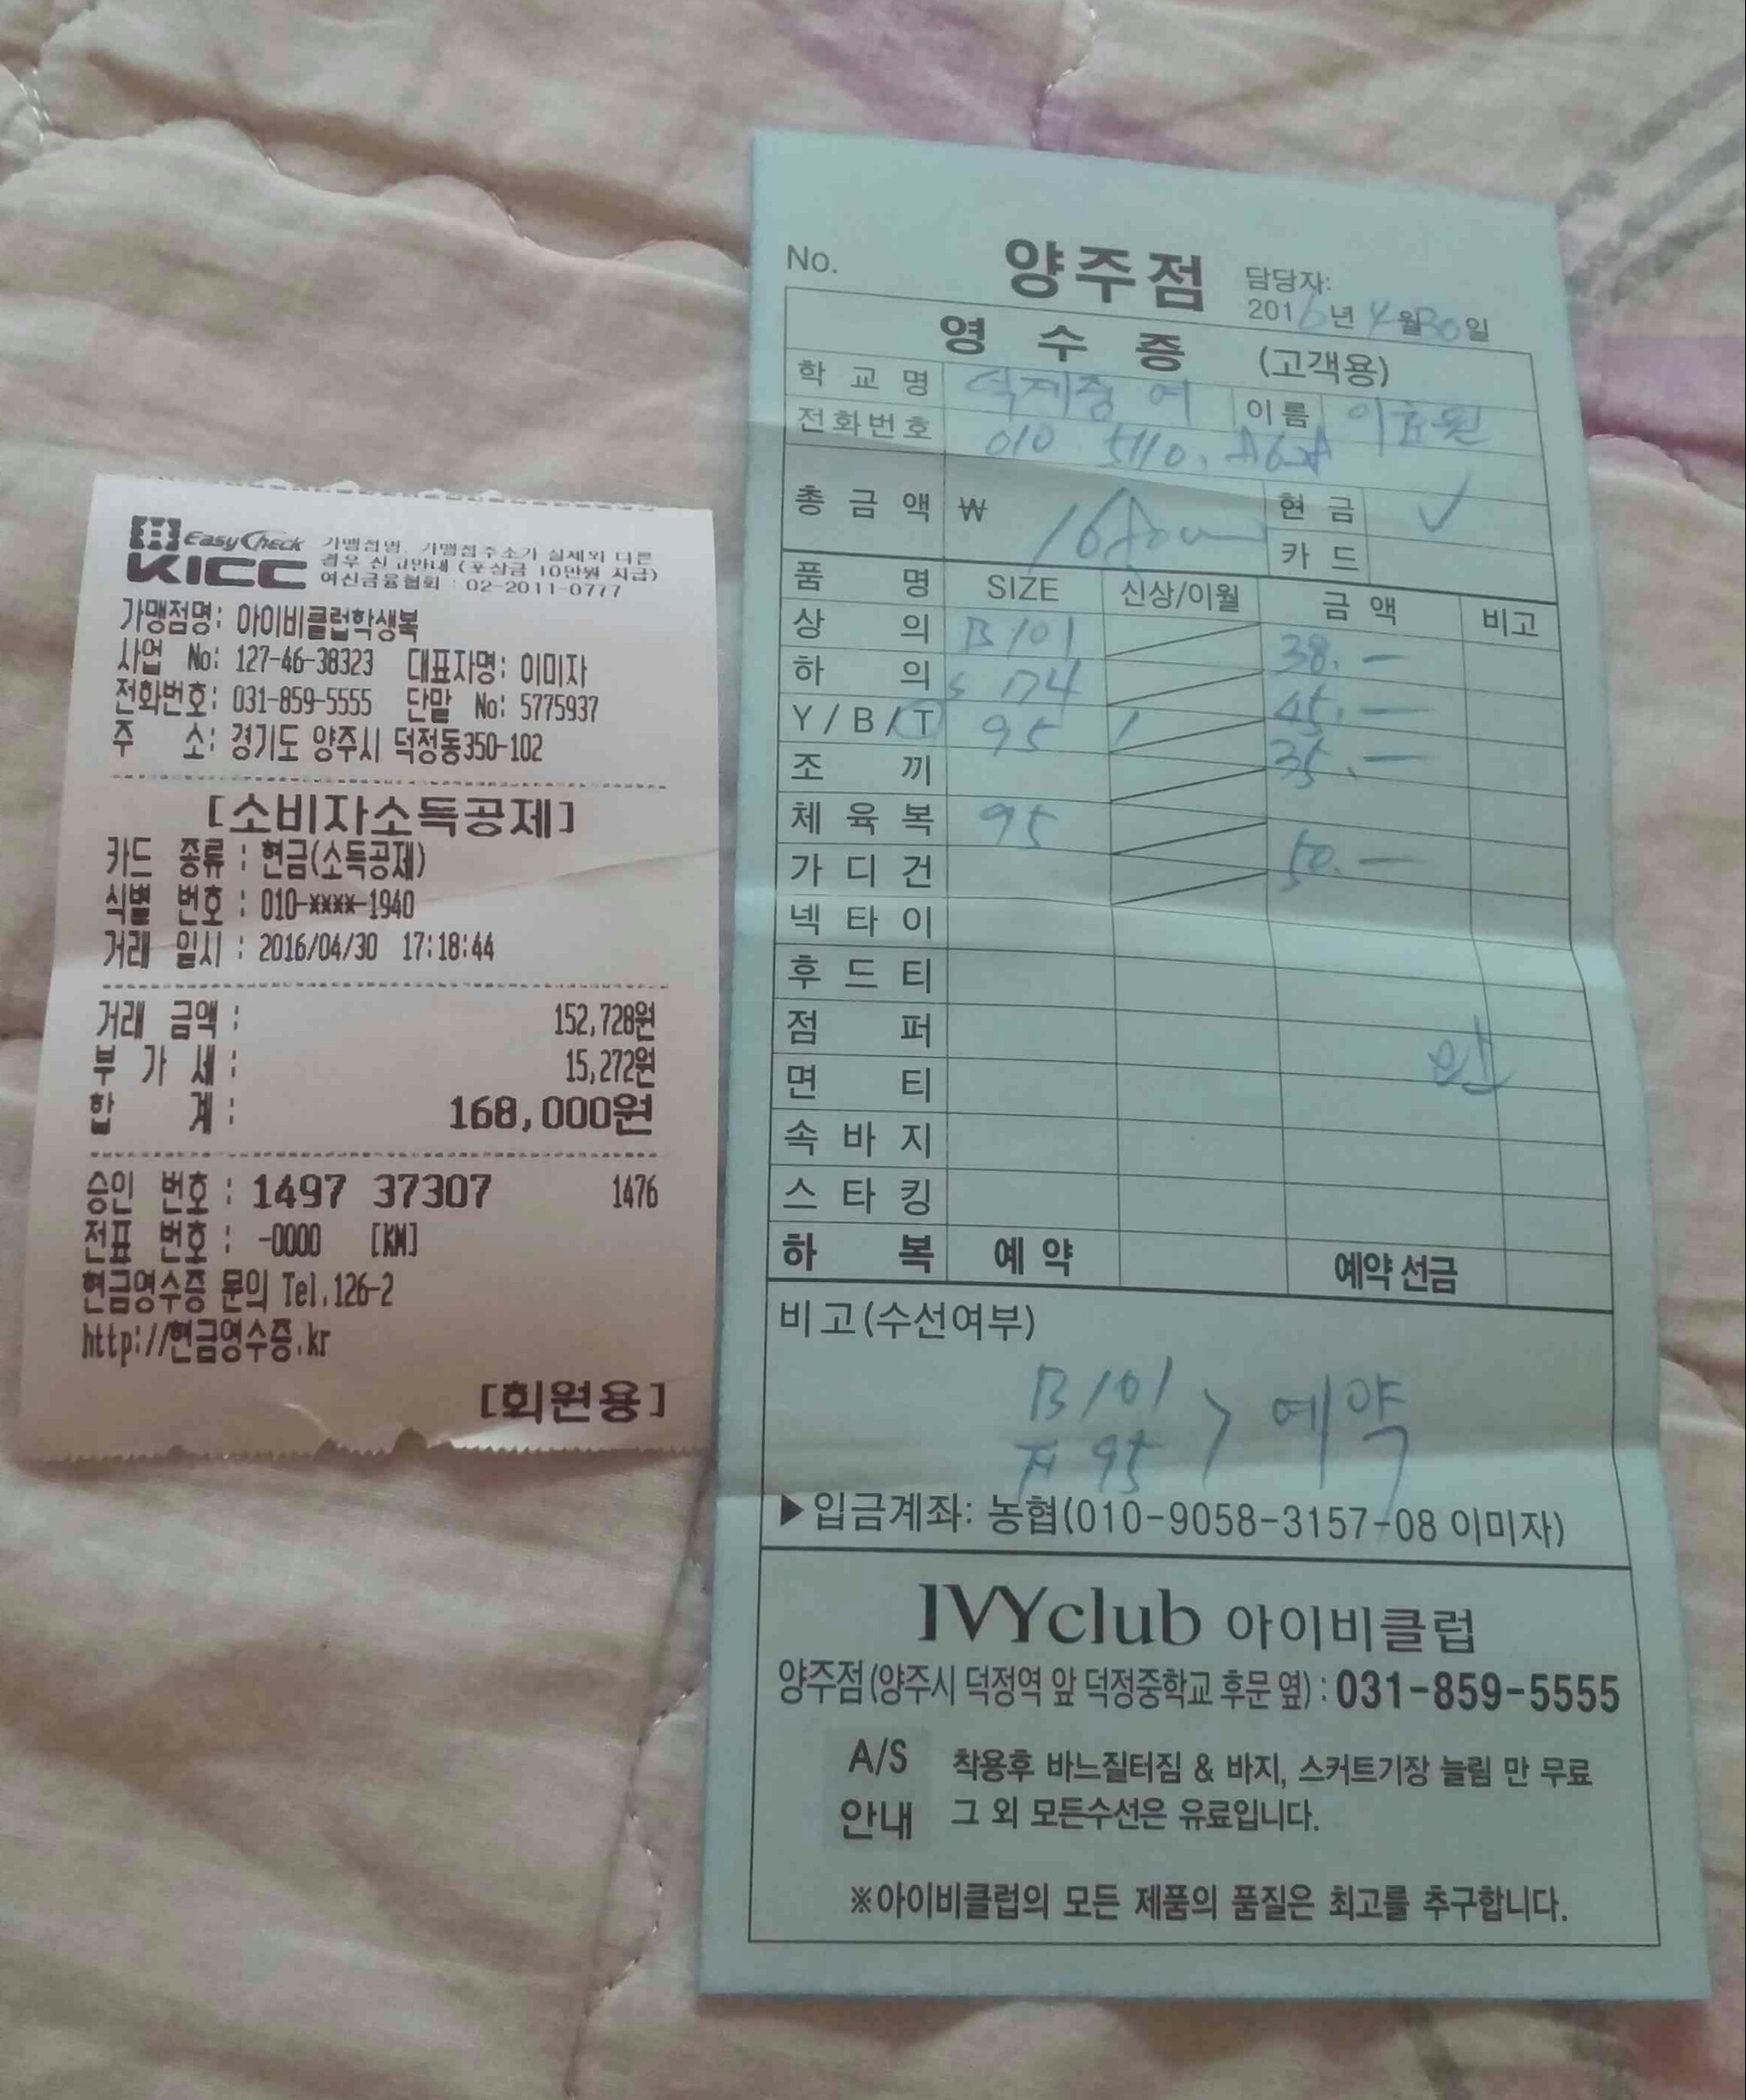 EasyCheck
KICC
가맹점명, 가맹점주소가 실제와 다른
경우 신고안내 (포상금 10만원 지급)
여신금융협회 : 02-2011-0777
가맹점명: 아이비클럽학생복
사업 No: 127-46-38323 대표자명: 이미자
전화번호: 031-859-5555 단말 No: 5775937
주 소: 경기도 양주시 덕정동350-102
[소비자소득공제]
카드 종류 : 현금(소득공제)
식별 번호 : 010-****-1940
거래 일시 : 2016/04/30 17:18:44
거래 금액 : 152,728원
부 가 세 : 15,272원
합 계 : 168,000원
승인 번호 : 1497 37307 1476
전표 번호 : -0000 [KM]
현금영수증 문의 Tel.126-2
http://현금영수증.kr
[회원용]
No. 양주점 담당자:
2016년 4월 30일
영 수 증 (고객용)
학 교 명 덕계중 여 이름
전화번호 010.
총 금 액 ₩ 현 금 ✓
카 드
품 명 SIZE 신상/이월 금 액 비고
상 의 B 101 38.—
하 의 S 74 45.—
Y / B / T 95 / 35.—
조 끼
체 육 복 95 50.—
가 디 건
넥 타 이
후 드 티
점 퍼
면 티
속 바 지
스 타 킹
하 복 예 약 예약 선금
비고(수선여부)
B 101
95 > 예약
▶입금계좌: 농협(010-9058-3157-08 이미자)
IVYclub 아이비클럽
양주점(양주시 덕정역 앞 덕정중학교 후문 옆) : 031-859-5555
A/S 안내
착용후 바느질터짐 & 바지, 스커트기장 늘림 만 무료
그 외 모든수선은 유료입니다.
※아이비클럽의 모든 제품의 품질은 최고를 추구합니다.